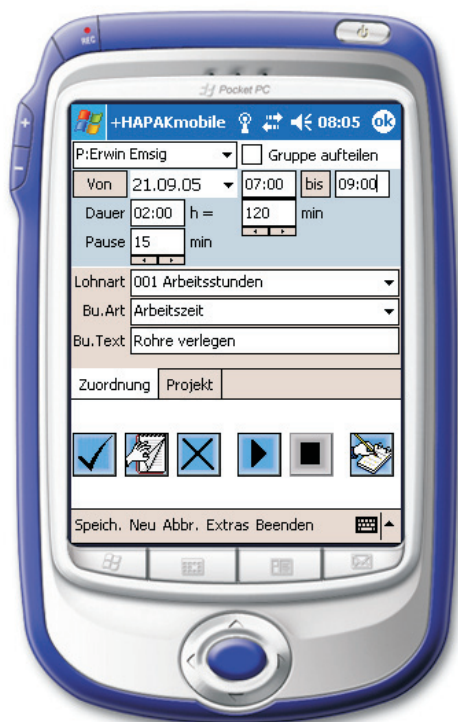 REC
Pocket PC
+HAPAKmobile 08:05 ok
P:Erwin Emsig Gruppe aufteilen
Von 21.09.05 07:00 bis 09:00
Dauer 02:00 h = 120 min
Pause 15 min
Lohnart 001 Arbeitsstunden
Bu.Art Arbeitszeit
Bu.Text Rohre verlegen
Zuordnung Projekt
Speich. Neu Abbr. Extras Beenden